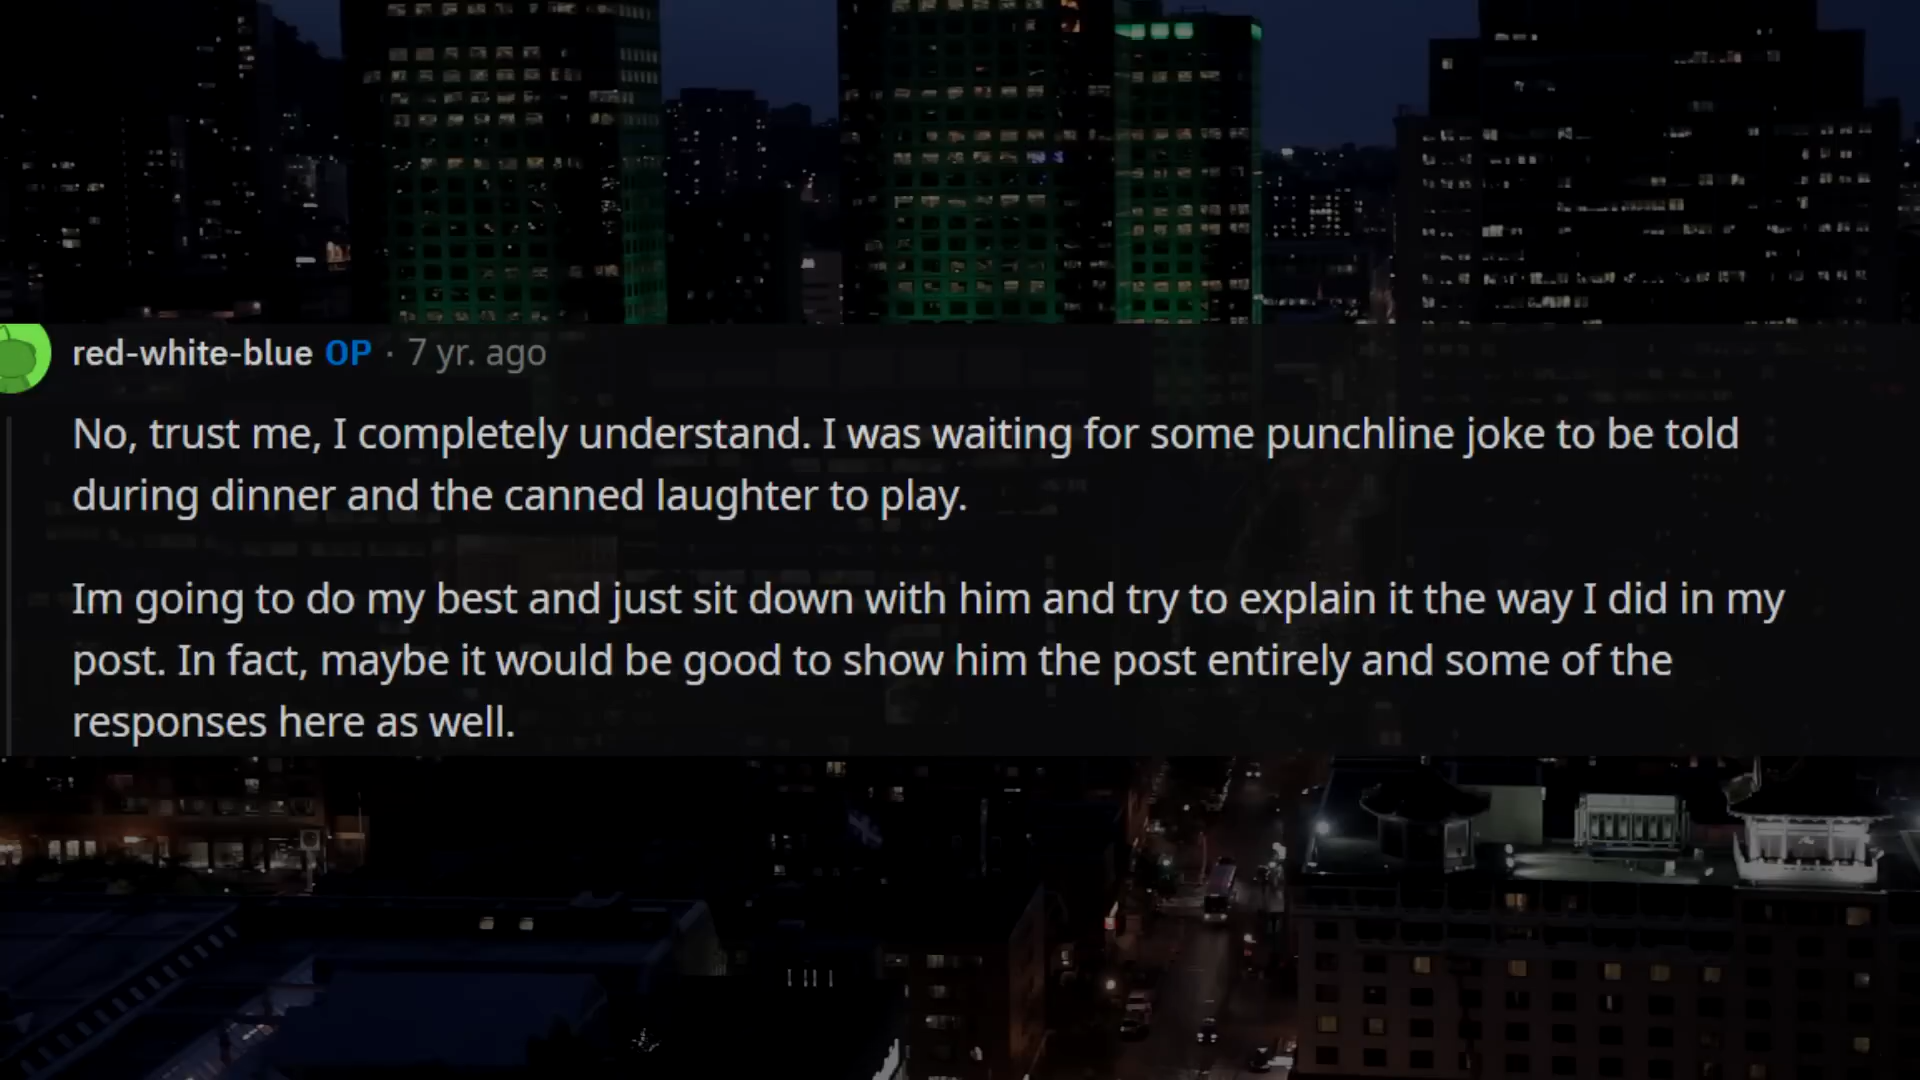 red-white-blue OP · 7 yr. ago
No, trust me, I completely understand. I was waiting for some punchline joke to be told
during dinner and the canned laughter to play.
Im going to do my best and just sit down with him and try to explain it the way I did in my
post. In fact, maybe it would be good to show him the post entirely and some of the
responses here as well.